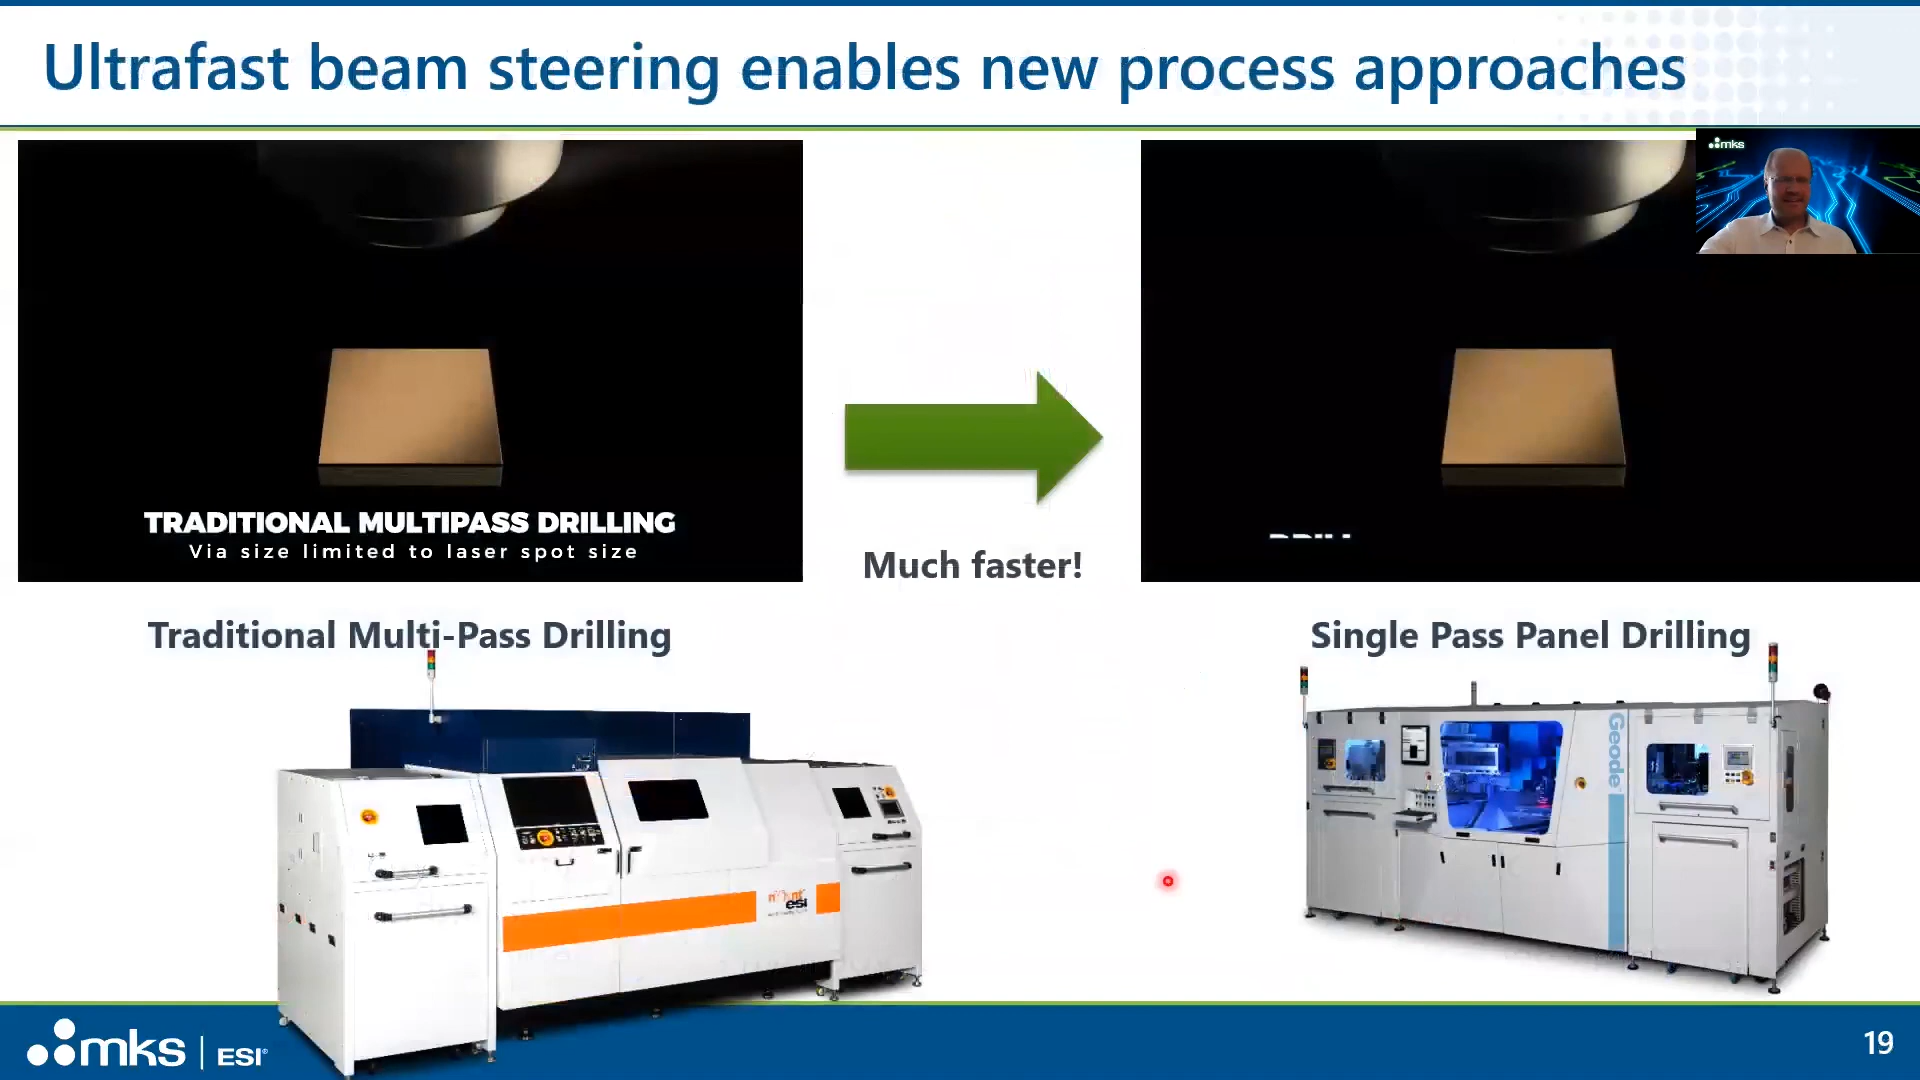 Ultrafast beam steering enables new process approaches
mks
TRADITIONAL MULTIPASS DRILLING
Via size limited to laser spot size
Much faster!
Traditional Multi-Pass Drilling
Single Pass Panel Drilling
Geode
esi
mks | ESI®
19